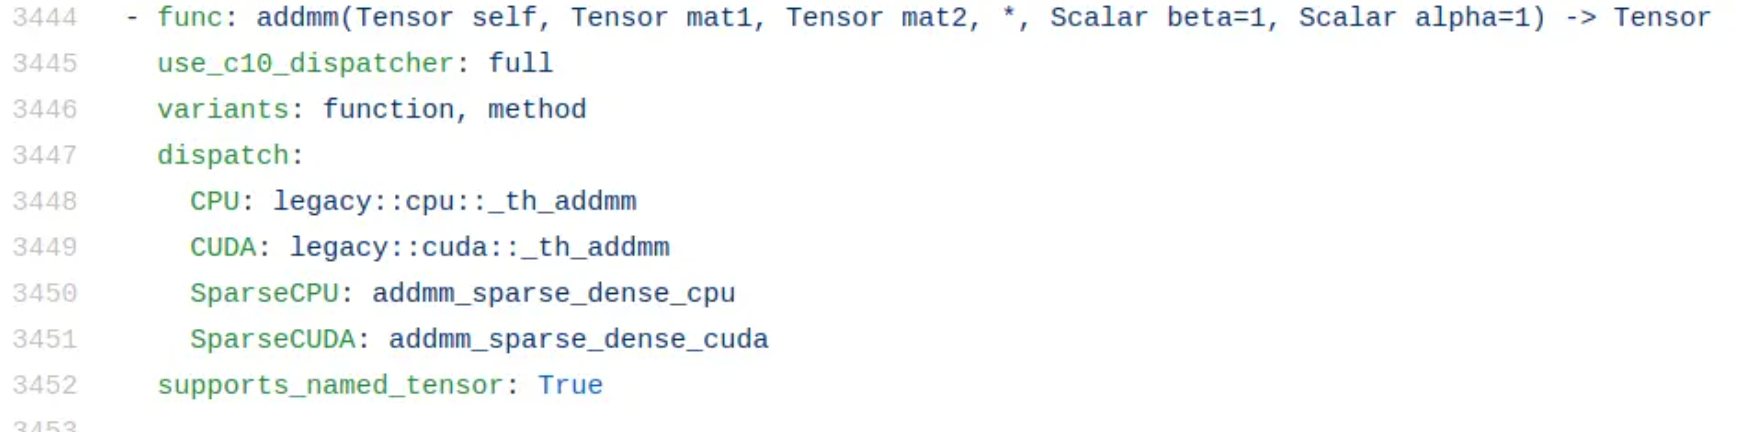 3444 - func: addmm(Tensor self, Tensor mat1, Tensor mat2, *, Scalar beta=1, Scalar alpha=1) -> Tensor
3445 use_c10_dispatcher: full
3446 variants: function, method
3447 dispatch:
3448 CPU: legacy::cpu::_th_addmm
3449 CUDA: legacy::cuda::_th_addmm
3450 SparseCPU: addmm_sparse_dense_cpu
3451 SparseCUDA: addmm_sparse_dense_cuda
3452 supports_named_tensor: True
3453